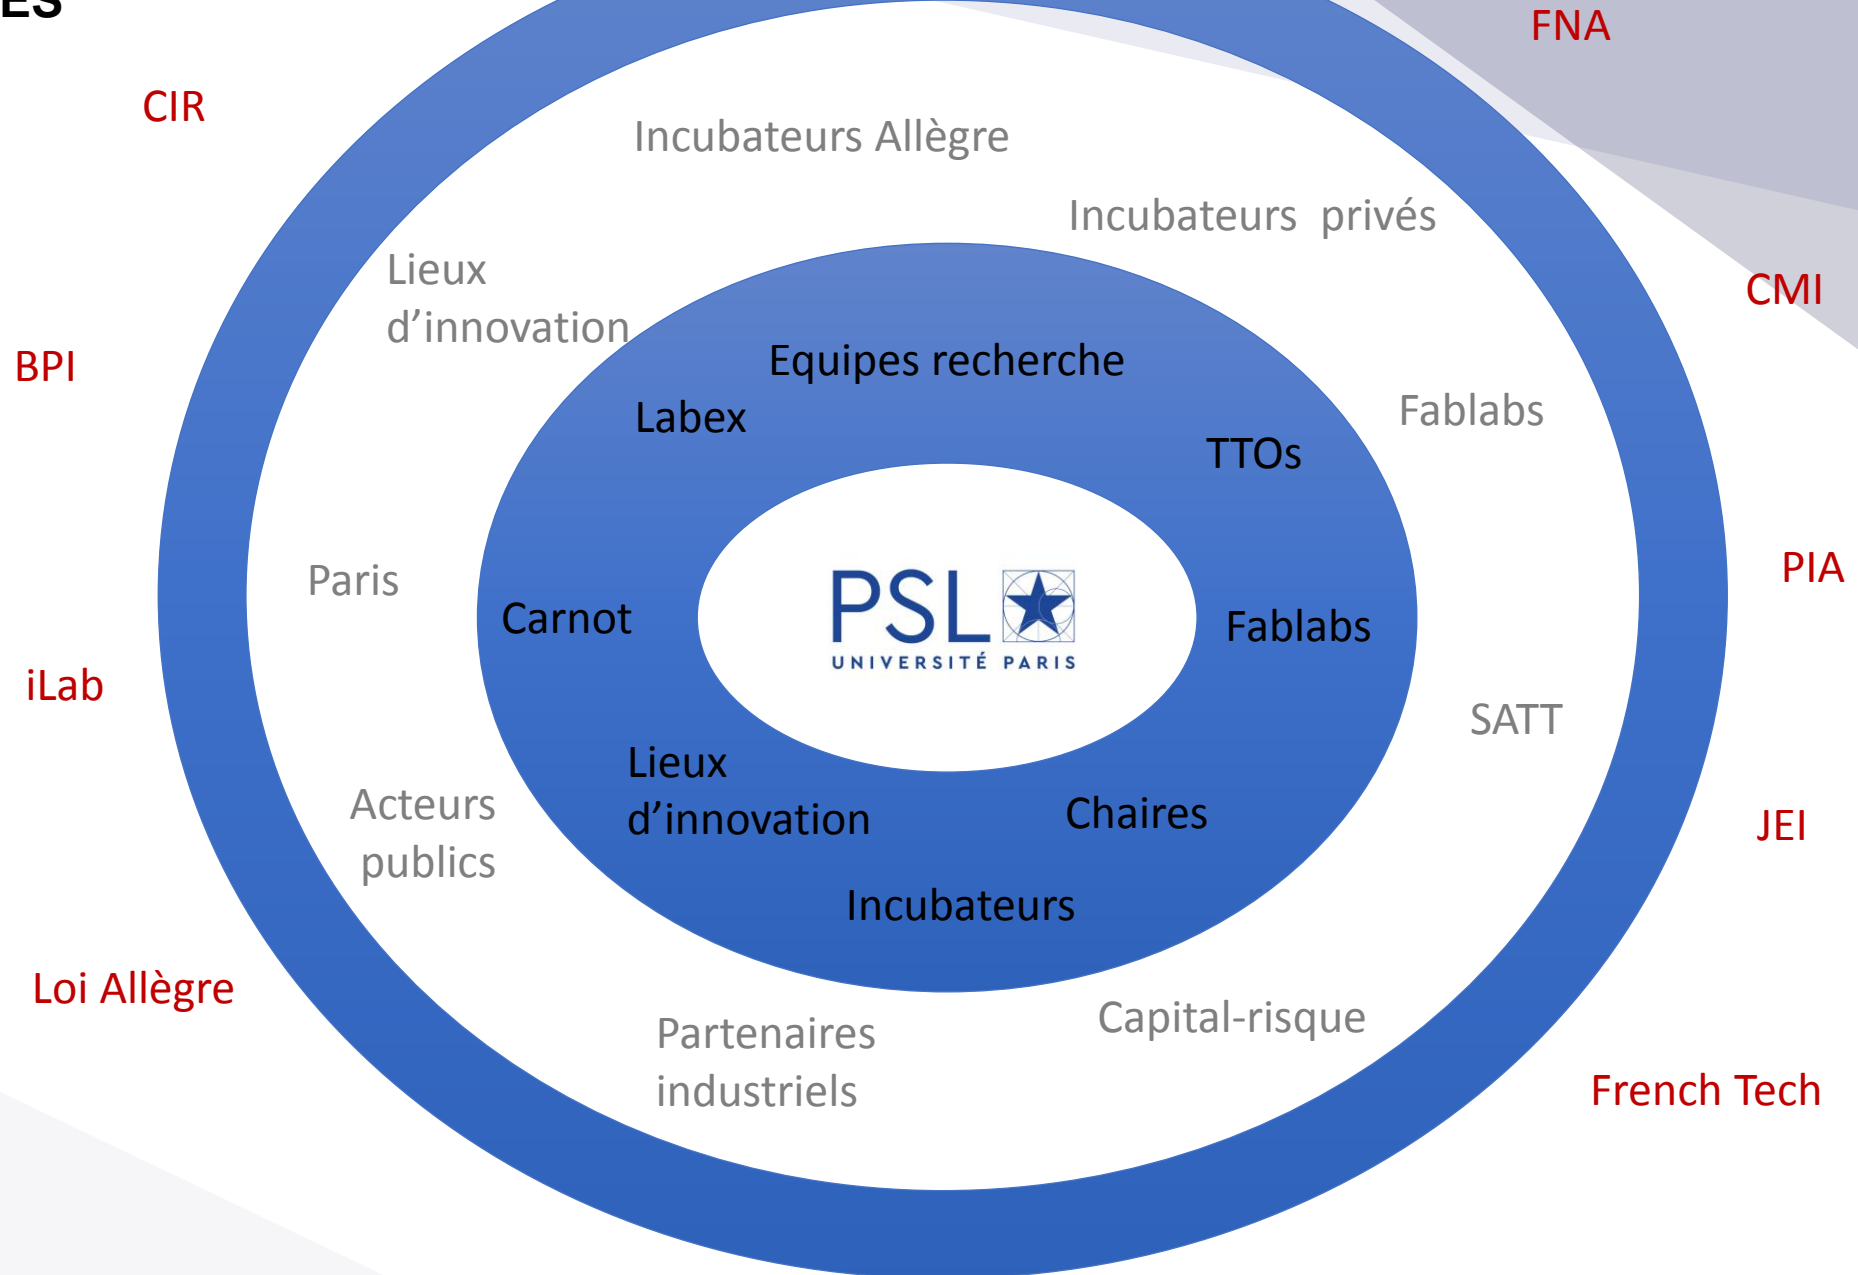 ES
FNA
CIR
Incubateurs Allègre
Incubateurs privés
Lieux
d’innovation
CMI
BPI
Equipes recherche
Labex
Fablabs
TTOs
Paris
PIA
Carnot
PSL
UNIVERSITÉ PARIS
Fablabs
iLab
SATT
Lieux
d’innovation
Acteurs
publics
Chaires
JEI
Incubateurs
Loi Allègre
Partenaires
industriels
Capital-risque
French Tech